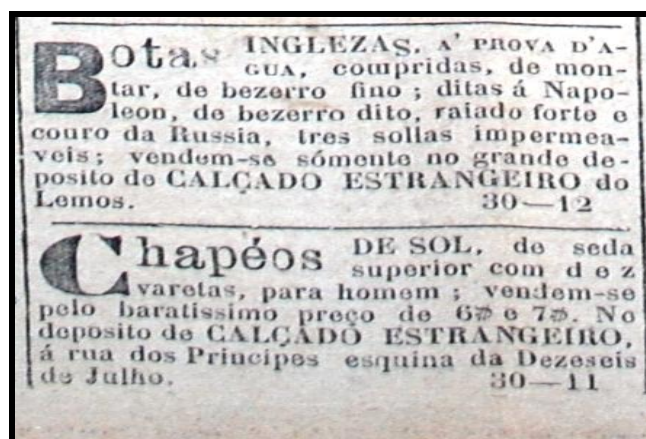 Botas INGLEZAS, A' PROVA D'A-
GUA, compridas, de mon-
tar, de bezerro fino ; ditas á Napo-
leon, de bezerro dito, raiado forte e
couro da Russia, tres sollas impermea-
veis ; vendem-se sómente no grande de-
posito de CALÇADO ESTRANGEIRO do
Lemos. 30—12
Chapéos DE SOL, de seda
superior com dez
varetas, para homem ; vendem-se
pelo baratissimo preço de 6$ e 7$. No
deposito de CALÇADO ESTRANGEIRO,
á rua dos Principes esquina da Dezeseis
de Julho. 30—11